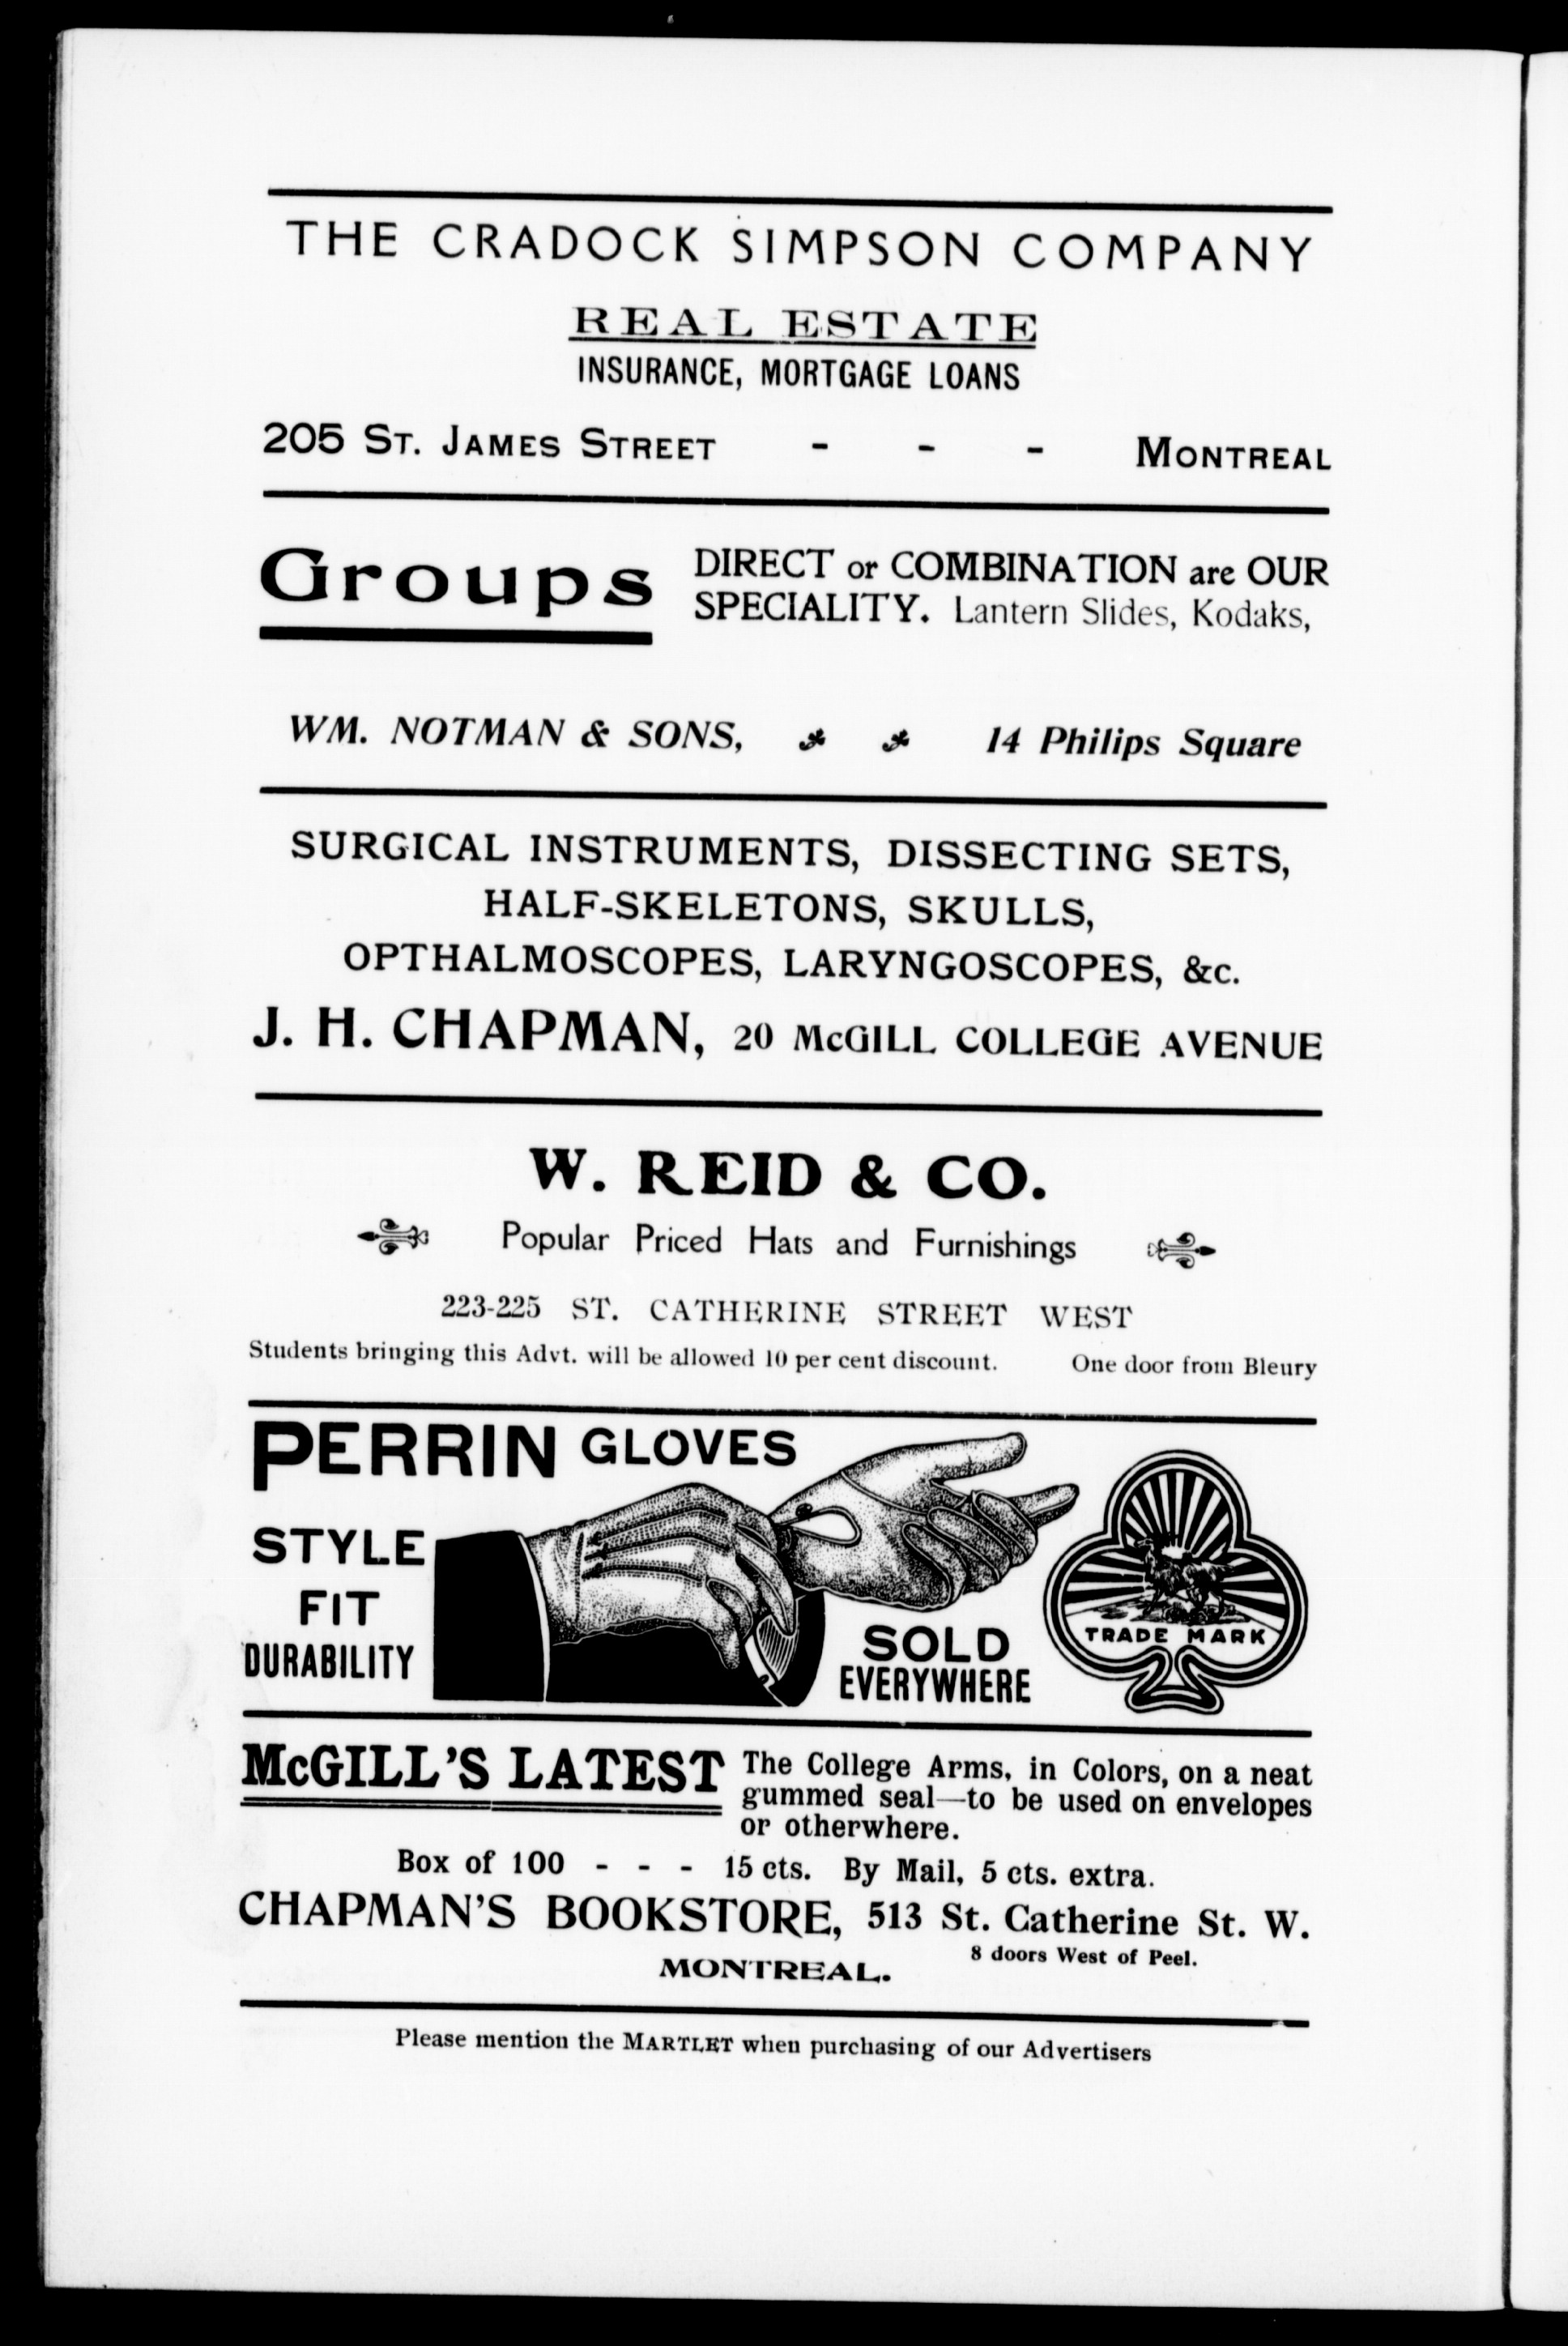 THE CRADOCK SIMPSON COMPANY
REAL ESTATE
INSURANCE, MORTGAGE LOANS
205 ST. JAMES STREET - - - MONTREAL
Groups
DIRECT or COMBINATION are OUR
SPECIALITY. Lantern Slides, Kodaks,
WM. NOTMAN & SONS, 14 Philips Square
SURGICAL INSTRUMENTS, DISSECTING SETS,
HALF-SKELETONS, SKULLS,
OPTHALMOSCOPES, LARYNGOSCOPES, &c.
J. H. CHAPMAN, 20 McGILL COLLEGE AVENUE
W. REID & CO.
Popular Priced Hats and Furnishings
223-225 ST. CATHERINE STREET WEST
Students bringing this Advt. will be allowed 10 per cent discount. One door from Bleury
PERRIN GLOVES
STYLE
FIT
DURABILITY
SOLD
EVERYWHERE
TRADE MARK
McGILL'S LATEST
The College Arms, in Colors, on a neat
gummed seal—to be used on envelopes
or otherwhere.
Box of 100 - - - 15 cts. By Mail, 5 cts. extra.
CHAPMAN'S BOOKSTORE, 513 St. Catherine St. W.
8 doors West of Peel.
MONTREAL.
Please mention the MARTLET when purchasing of our Advertisers